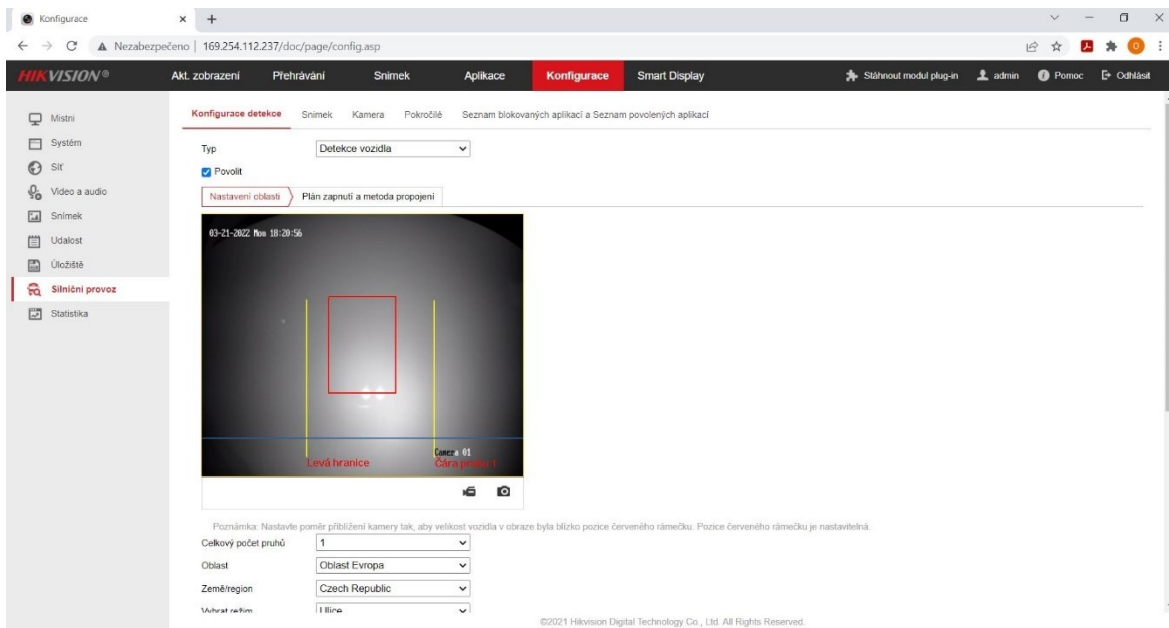 Konfigurace
Nezabezpečeno | 169.254.112.237/doc/page/config.asp
HIKVISION®
Akt. zobrazení Přehrávání Snímek Aplikace Konfigurace Smart Display Stáhnout modul plug-in admin Pomoc Odhlásit
Místní
Systém
Síť
Video a audio
Snímek
Událost
Úložiště
Silniční provoz
Statistika
Konfigurace detekce Snímek Kamera Pokročilé Seznam blokovaných aplikací a Seznam povolených aplikací
Typ Detekce vozidla
Povolit
Nastavení oblasti Plán zapnutí a metoda propojení
03-21-2022 Mon 18:20:56
Camera 01
Levá hranice Čára
Poznámka: Nastavte poměr přiblížení kamery tak, aby velikost vozidla v obraze byla blízko pozice červeného rámečku. Pozice červeného rámečku je nastavitelná.
Celkový počet pruhů 1
Oblast Oblast Evropa
Země/region Czech Republic
Vybrat režim Ulice
©2021 Hikvision Digital Technology Co., Ltd. All Rights Reserved.